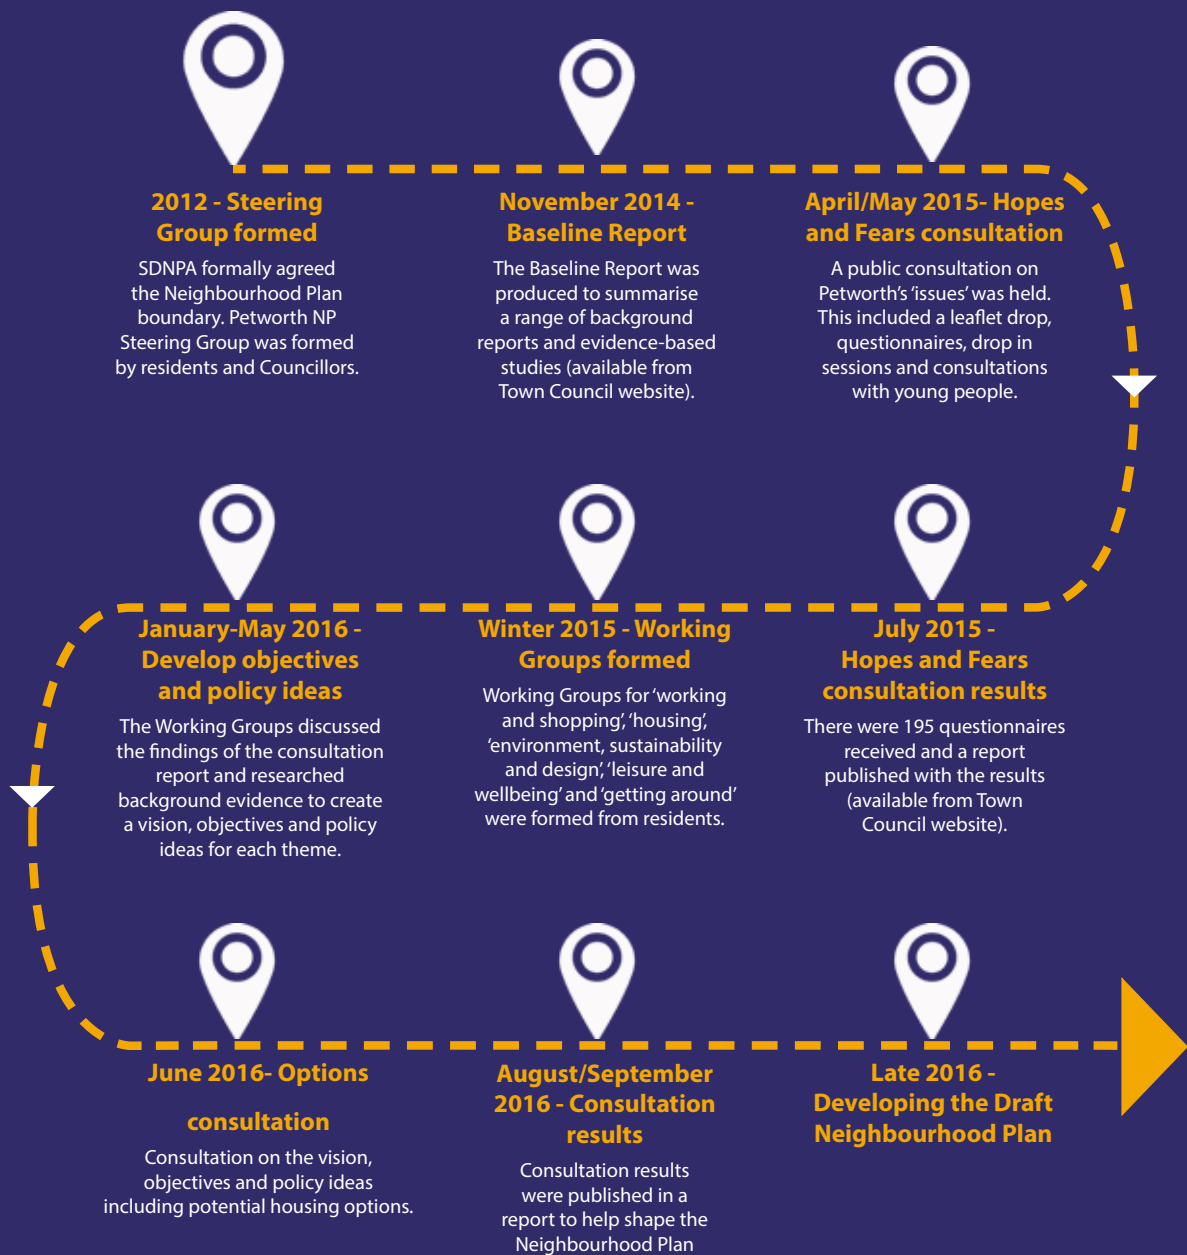 2012 - Steering
Group formed
SDNPA formally agreed
the Neighbourhood Plan
boundary. Petworth NP
Steering Group was formed
by residents and Councillors.
November 2014 -
Baseline Report
The Baseline Report was
produced to summarise
a range of background
reports and evidence-based
studies (available from
Town Council website).
April/May 2015- Hopes
and Fears consultation
A public consultation on
Petworth's ‘issues’ was held.
This included a leaflet drop,
questionnaires, drop in
sessions and consultations
with young people.
July 2015 -
Hopes and Fears
consultation results
There were 195 questionnaires
received and a report
published with the results
(available from Town
Council website).
Winter 2015 - Working
Groups formed
Working Groups for ‘working
and shopping’, ‘housing’,
‘environment, sustainability
and design’, ‘leisure and
wellbeing’ and ‘getting around’
were formed from residents.
January-May 2016 -
Develop objectives
and policy ideas
The Working Groups discussed
the findings of the consultation
report and researched
background evidence to create
a vision, objectives and policy
ideas for each theme.
June 2016- Options
consultation
Consultation on the vision,
objectives and policy ideas
including potential housing options.
August/September
2016 - Consultation
results
Consultation results
were published in a
report to help shape the
Neighbourhood Plan
Late 2016 -
Developing the Draft
Neighbourhood Plan